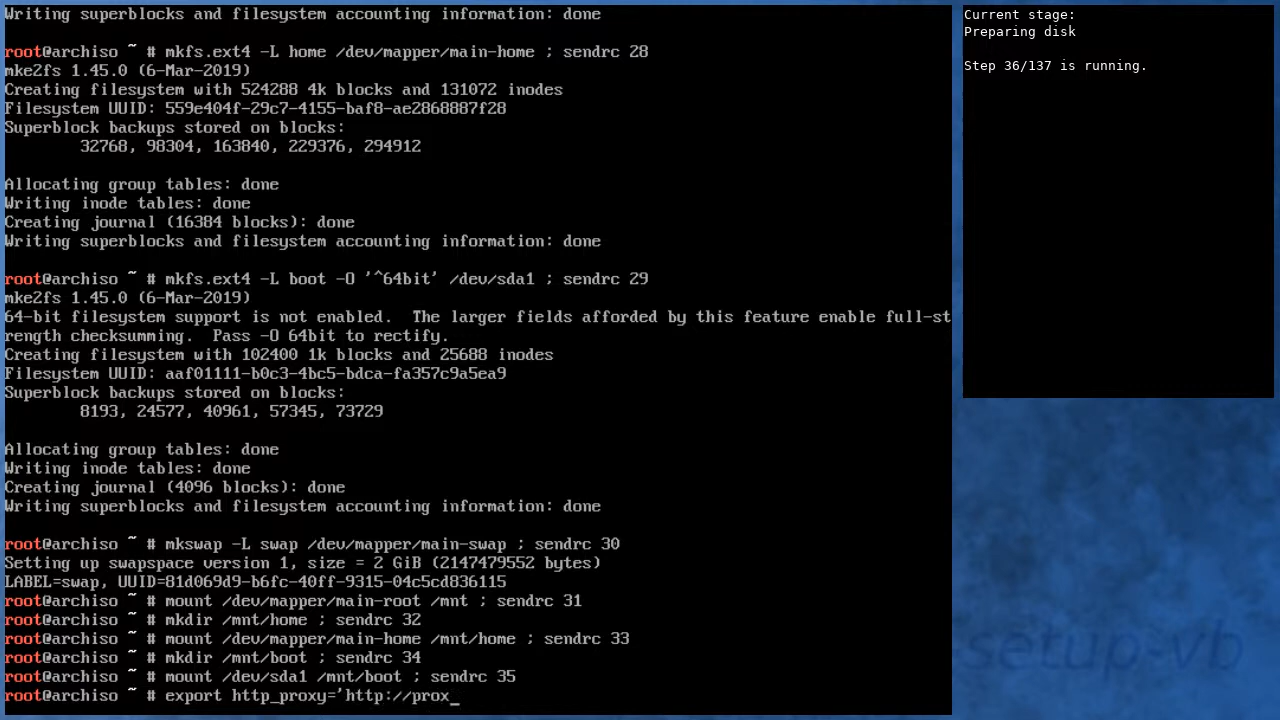 Writing superblocks and filesystem accounting information: done
root@archiso ~ # mkfs.ext4 -L home /dev/mapper/main-home ; sendrc 28
mke2fs 1.45.0 (6-Mar-2019)
Creating filesystem with 524288 4k blocks and 131072 inodes
Filesystem UUID: 559e404f-29c7-4155-baf8-ae2868887f28
Superblock backups stored on blocks:
32768, 98304, 163840, 229376, 294912
Allocating group tables: done
Writing inode tables: done
Creating journal (16384 blocks): done
Writing superblocks and filesystem accounting information: done
root@archiso ~ # mkfs.ext4 -L boot -O '^64bit' /dev/sda1 ; sendrc 29
mke2fs 1.45.0 (6-Mar-2019)
64-bit filesystem support is not enabled.  The larger fields afforded by this feature enable full-st
rength checksumming.  Pass -O 64bit to rectify.
Creating filesystem with 102400 1k blocks and 25688 inodes
Filesystem UUID: aaf01111-b0c3-4bc5-bdca-fa357c9a5ea9
Superblock backups stored on blocks:
8193, 24577, 40961, 57345, 73729
Allocating group tables: done
Writing inode tables: done
Creating journal (4096 blocks): done
Writing superblocks and filesystem accounting information: done
root@archiso ~ # mkswap -L swap /dev/mapper/main-swap ; sendrc 30
Setting up swapspace version 1, size = 2 GiB (2147479552 bytes)
LABEL=swap, UUID=81d069d9-b6fc-40ff-9315-04c5cd836115
root@archiso ~ # mount /dev/mapper/main-root /mnt ; sendrc 31
root@archiso ~ # mkdir /mnt/home ; sendrc 32
root@archiso ~ # mount /dev/mapper/main-home /mnt/home ; sendrc 33
root@archiso ~ # mkdir /mnt/boot ; sendrc 34
root@archiso ~ # mount /dev/sda1 /mnt/boot ; sendrc 35
root@archiso ~ # export http_proxy='http://prox_
Current stage:
Preparing disk
Step 36/137 is running.
setup-vb